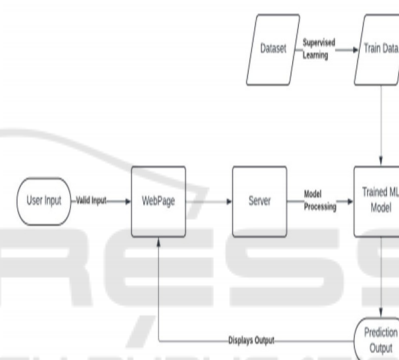 Dataset
Supervised
Learning
Train Data
User Input
Valid Input
WebPage
Server
Model
Processing
Trained ML
Model
Displays Output
Prediction
Output